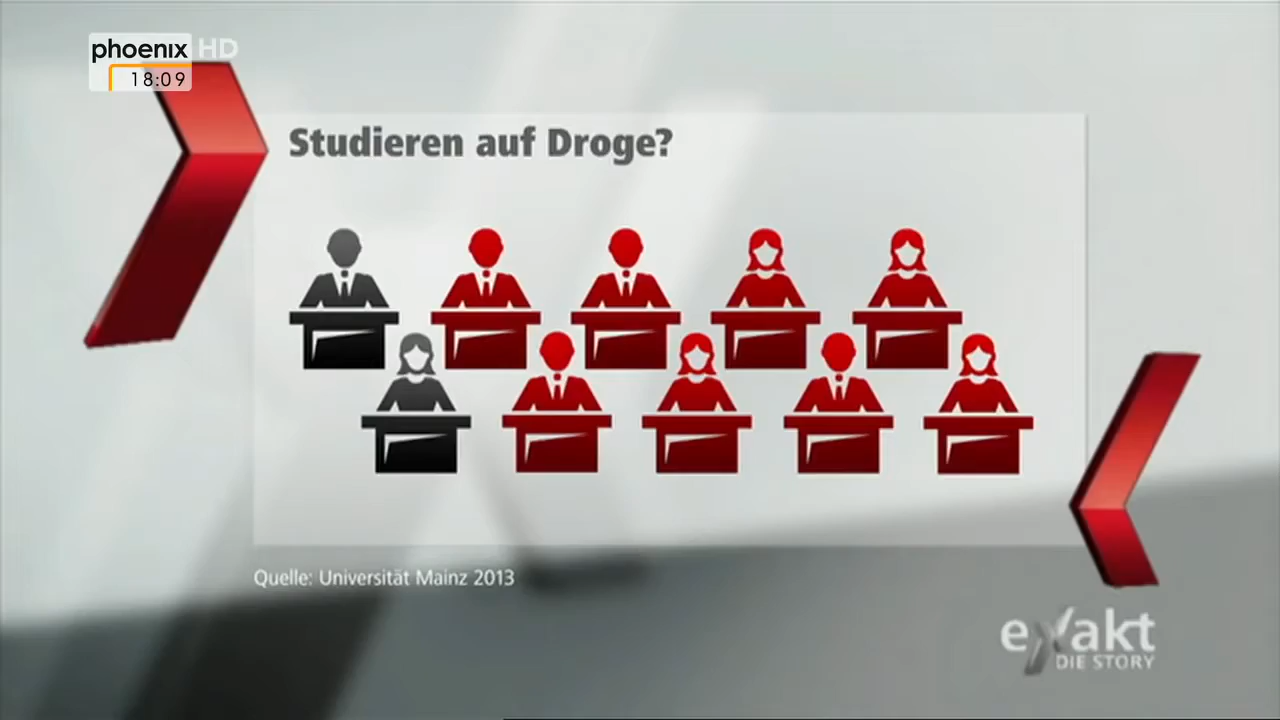 phoenix HD
18:09
Studieren auf Droge?
Quelle: Universität Mainz 2013
exakt
DIE STORY